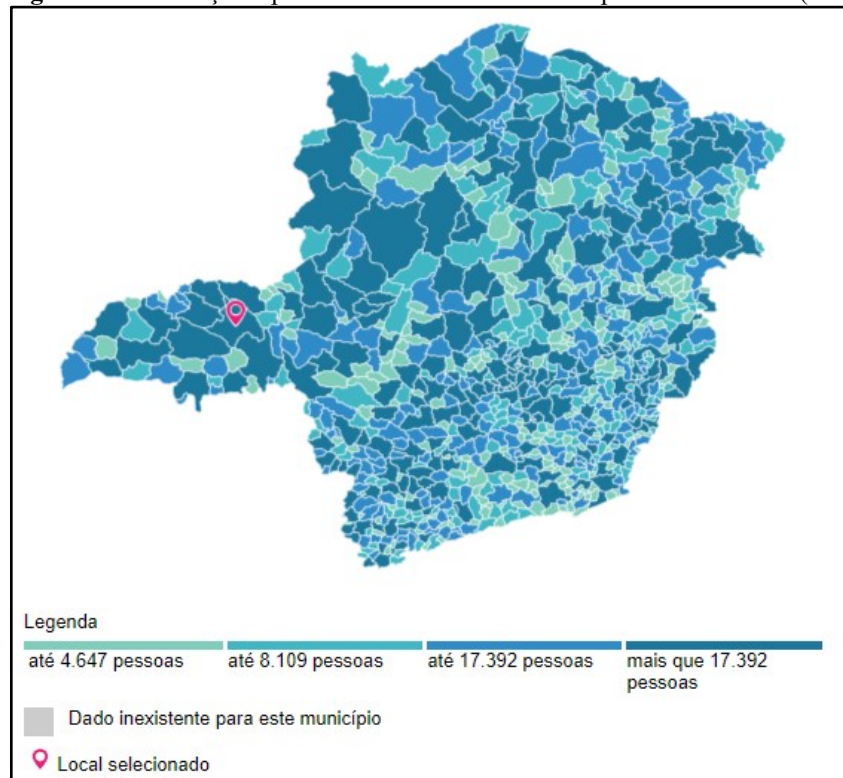 Legenda
até 4.647 pessoas
até 8.109 pessoas
até 17.392 pessoas
mais que 17.392
pessoas
Dado inexistente para este município
Local selecionado